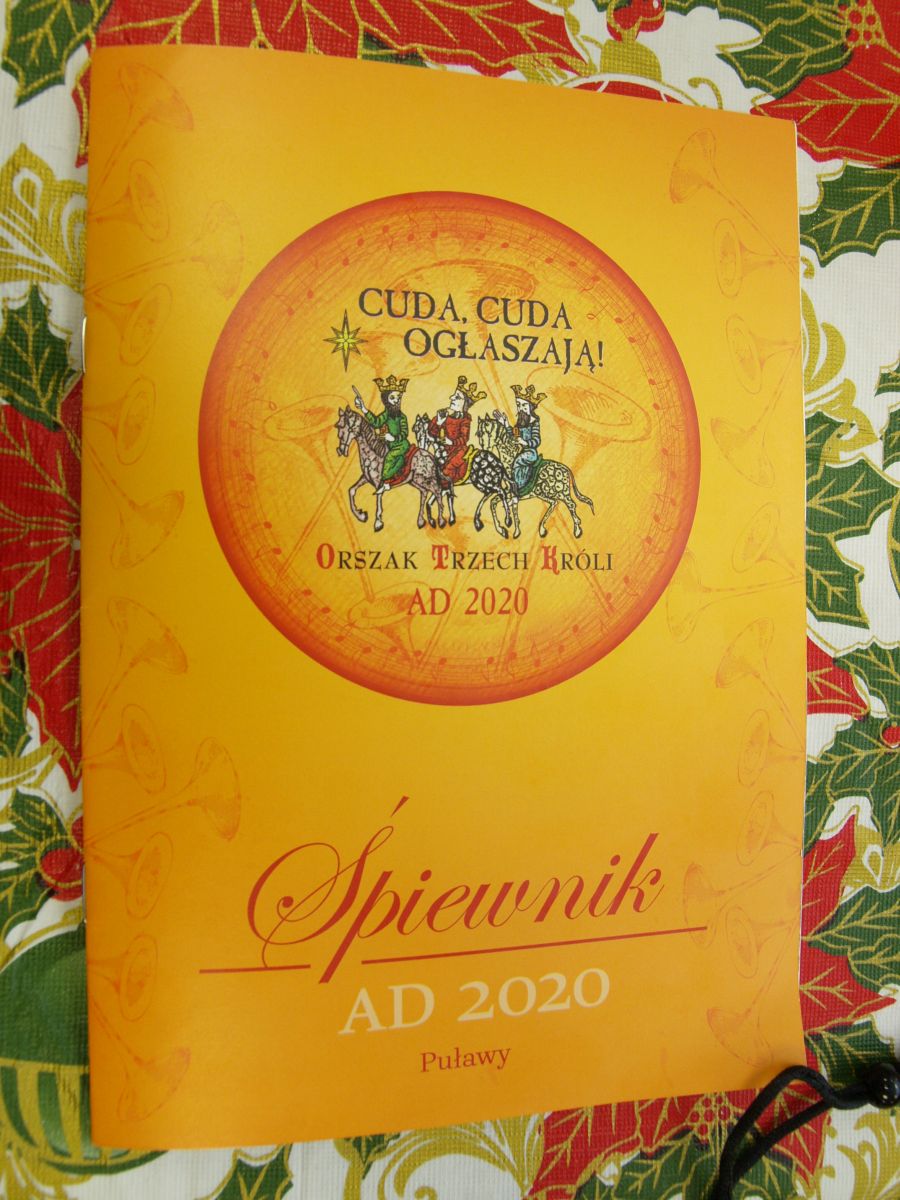 CUDA, CUDA
OGŁASZAJĄ!
ORSZAK TRZECH KRÓLI
AD 2020
Śpiewnik
AD 2020
Puławy